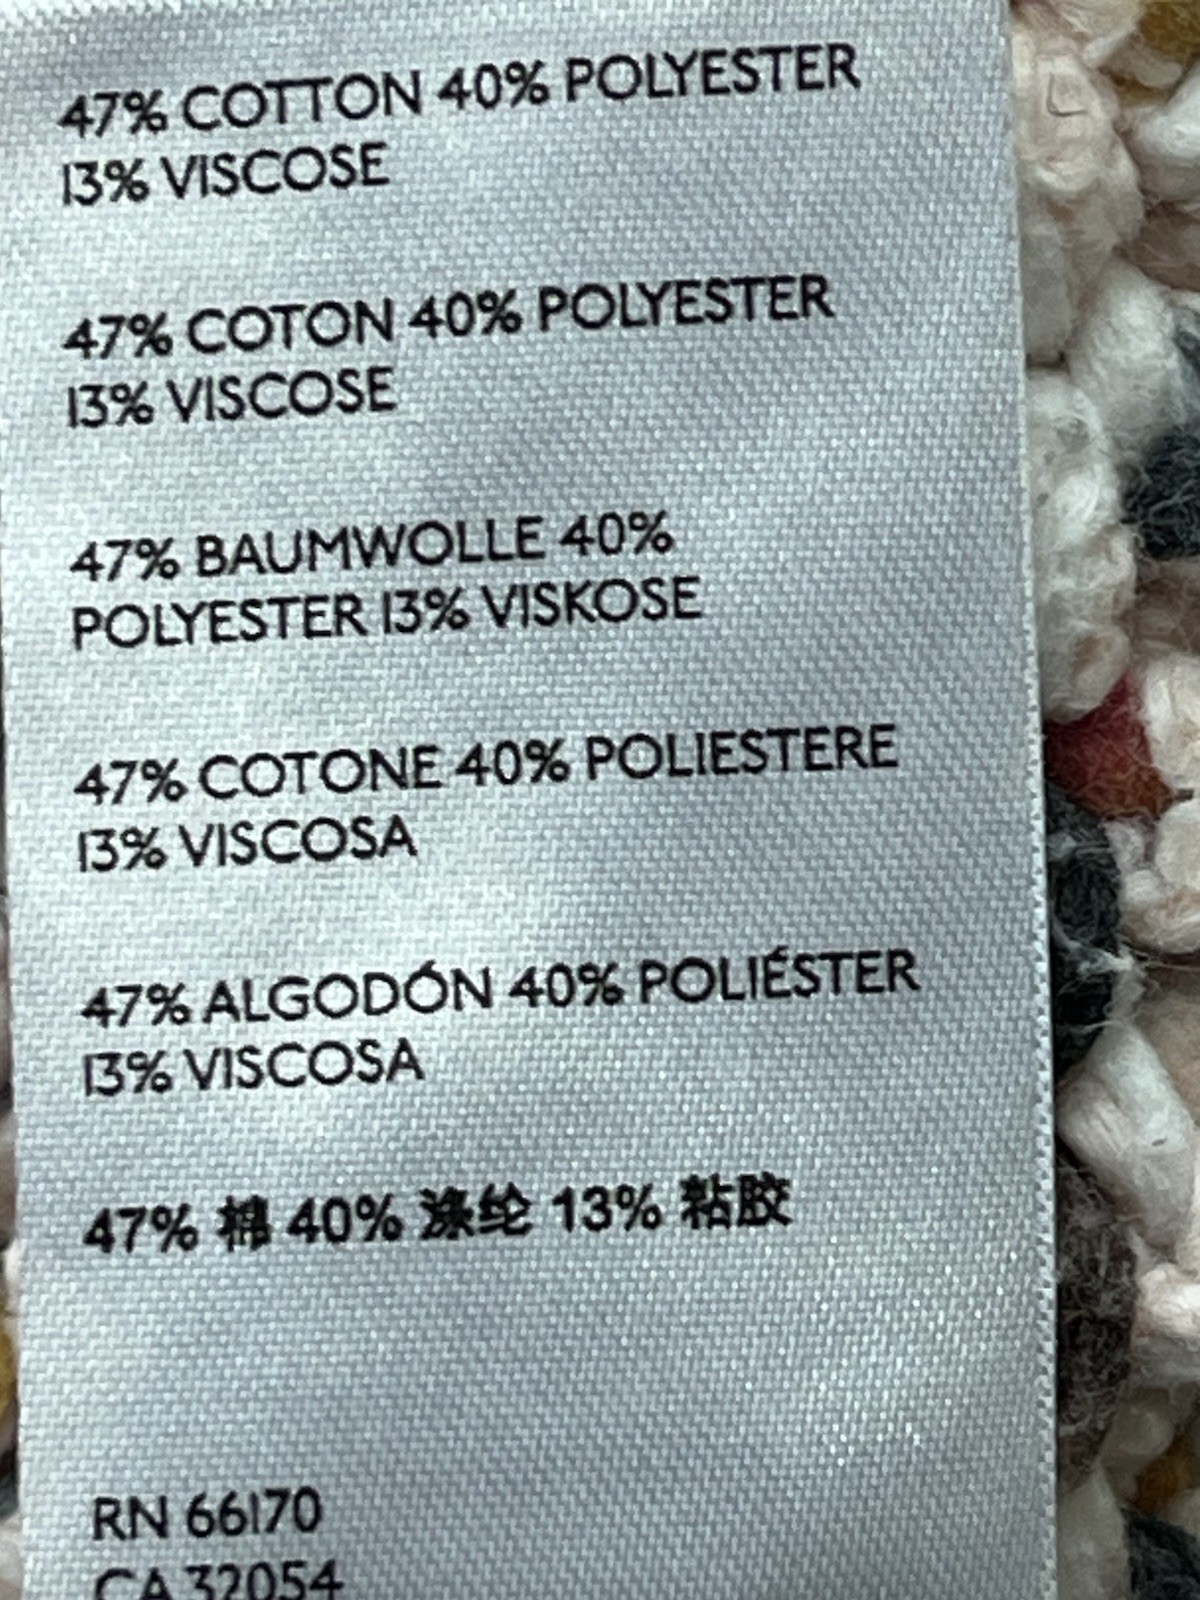 47% COTTON 40% POLYESTER
13% VISCOSE
47% COTON 40% POLYESTER
13% VISCOSE
47% BAUMWOLLE 40%
POLYESTER 13% VISKOSE
47% COTONE 40% POLIESTERE
13% VISCOSA
47% ALGODÓN 40% POLIÉSTER
13% VISCOSA
47% 棉 40% 涤纶 13% 粘胶
RN 66170
CA 32054